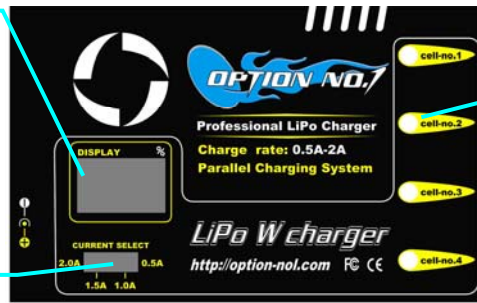 OPTION NO.1
Professional LiPo Charger
Charge rate: 0.5A-2A
Parallel Charging System
DISPLAY %
CURRENT SELECT
2.0A 0.5A
1.5A 1.0A
LiPo W charger
http://option-no1.com FC CE
cell-no.1
cell-no.2
cell-no.3
cell-no.4